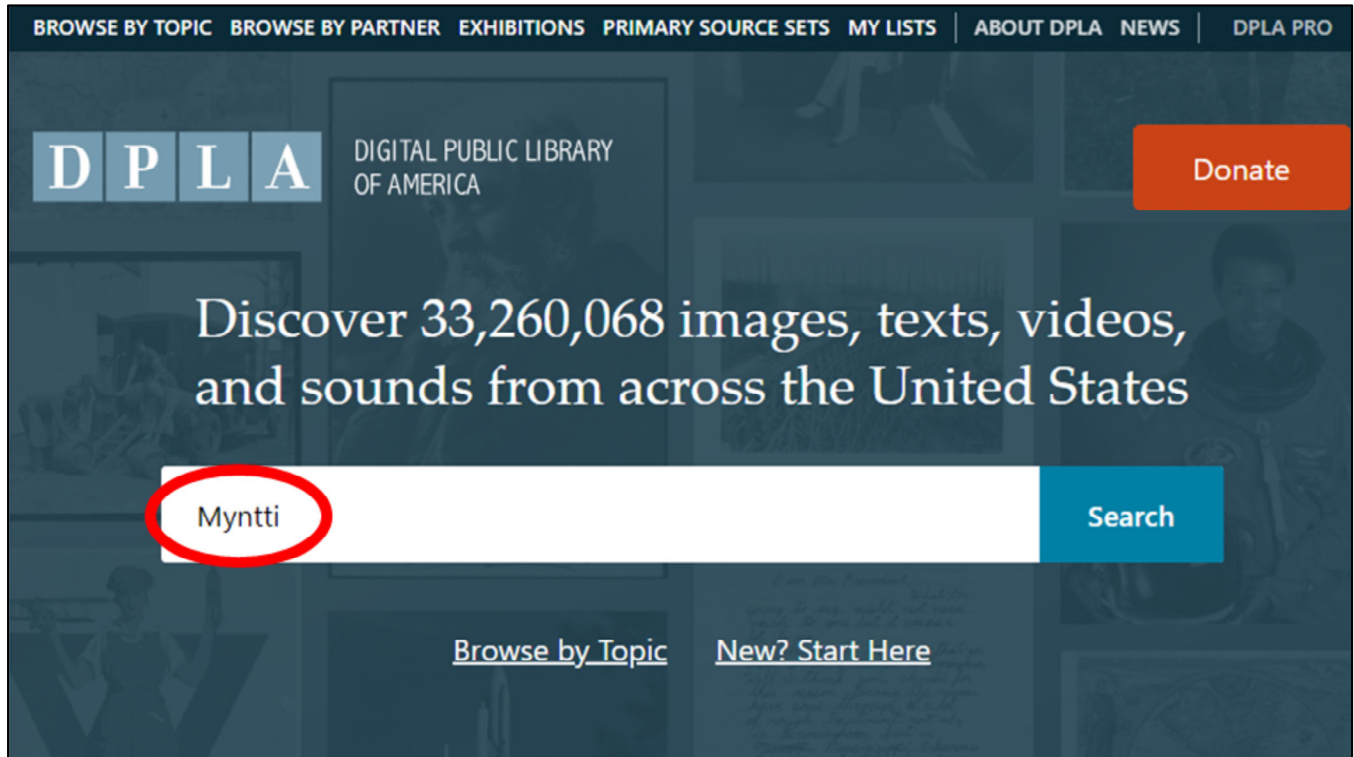 BROWSE BY TOPIC BROWSE BY PARTNER EXHIBITIONS PRIMARY SOURCE SETS MY LISTS | ABOUT DPLA NEWS | DPLA PRO
DPLA DIGITAL PUBLIC LIBRARY
OF AMERICA
Donate
Discover 33,260,068 images, texts, videos,
and sounds from across the United States
Myntti Search
Browse by Topic New? Start Here